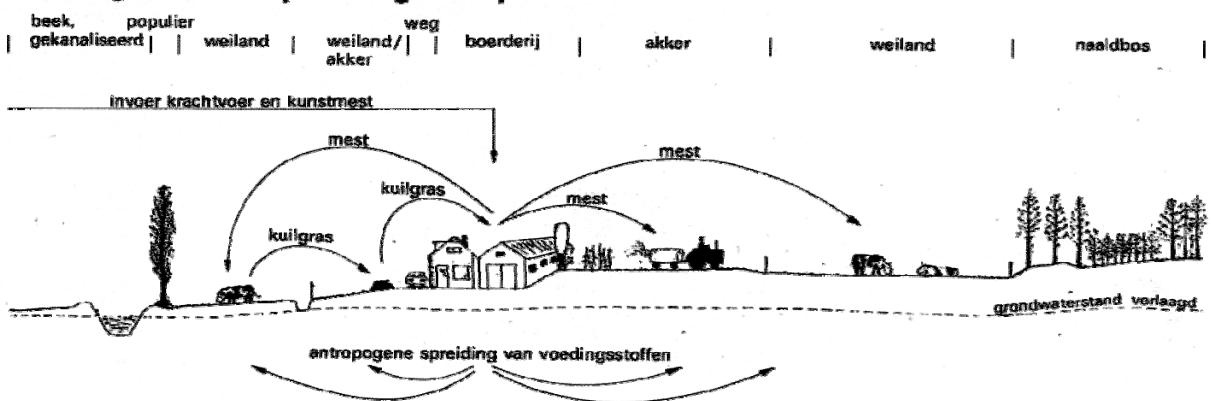 beek, populier weg
gekanaliseerd weiland weiland/ boerderij akker weiland naaldbos
akker
invoer krachtvoer en kunstmest
mest
mest
kuilgras
mest
kuilgras
grondwaterstand verlaagd
antropogene spreiding van voedingsstoffen